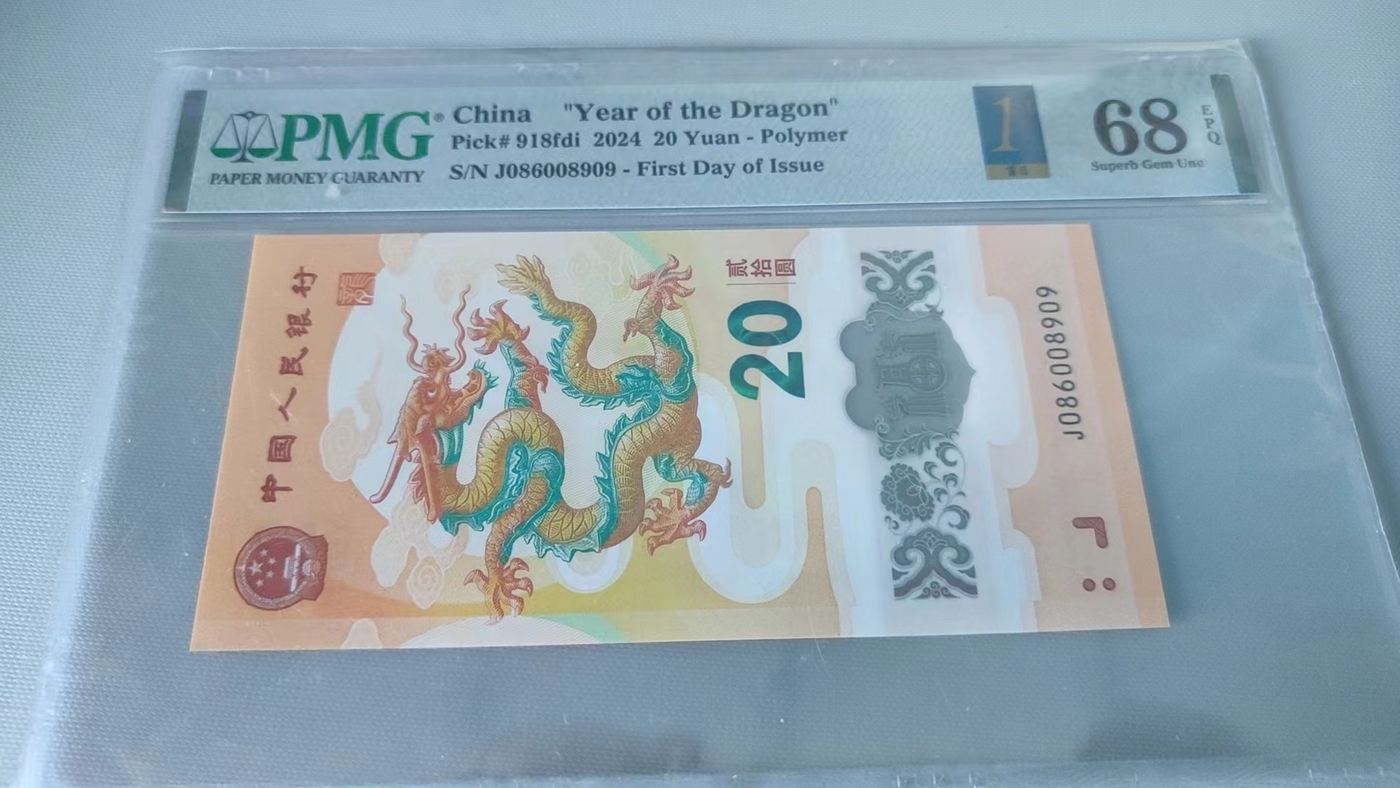 PMG®
PAPER MONEY GUARANTY
China "Year of the Dragon"
Pick# 918fdi 2024 20 Yuan - Polymer
S/N J086008909 - First Day of Issue
1
68
Superb Gem Unc
EPQ
中国人民银行
贰拾圆
20
J086008909